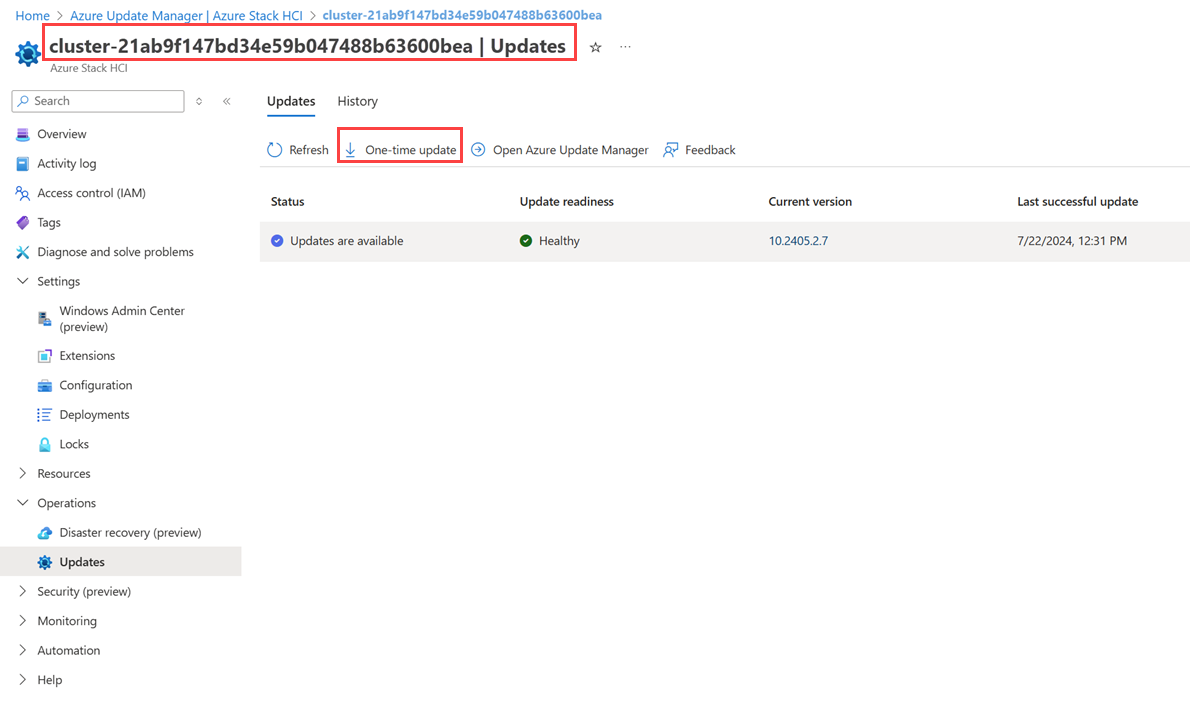 Home > Azure Update Manager | Azure Stack HCI > cluster-21ab9f147bd34e59b047488b63600bea
cluster-21ab9f147bd34e59b047488b63600bea | Updates
Azure Stack HCI
Search
Overview
Activity log
Access control (IAM)
Tags
Diagnose and solve problems
Settings
Windows Admin Center
(preview)
Extensions
Configuration
Deployments
Locks
Resources
Operations
Disaster recovery (preview)
Updates
Security (preview)
Monitoring
Automation
Help
Updates History
Refresh One-time update Open Azure Update Manager Feedback
Status Update readiness Current version Last successful update
Updates are available Healthy 10.2405.2.7 7/22/2024, 12:31 PM